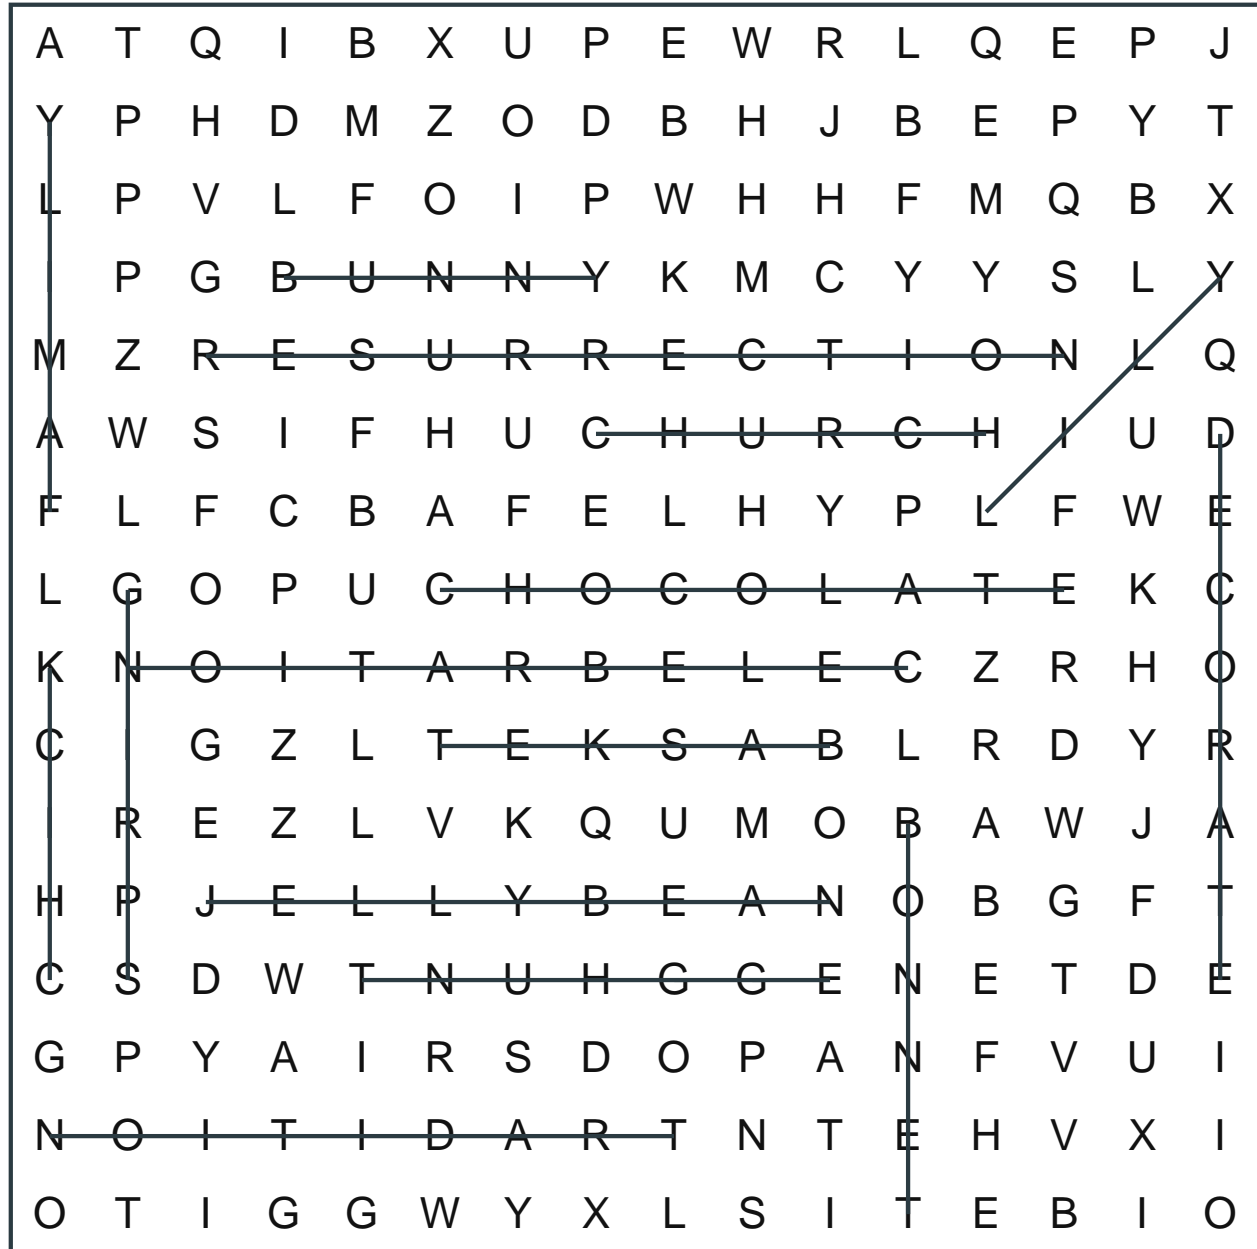 A T Q I B X U P E W R L Q E P J
Y P H D M Z O D B H J B E P Y T
L P V L F O I P W H H F M Q B X
I P G B U N N Y K M C Y Y S L Y
M Z R E S U R R E C T I O N L Q
A W S I F H U C H U R C H I U D
F L F C B A F E L H Y P L F W E
L G O P U C H O C O L A T E K C
K N O I T A R B E L E C Z R H O
C I G Z L T E K S A B L R D Y R
I R E Z L V K Q U M O B A W J A
H P J E L L Y B E A N O B G F T
C S D W T N U H G G E N E T D E
G P Y A I R S D O P A N F V U I
N O I T I D A R T N T E H V X I
O T I G G W Y X L S I T E B I O